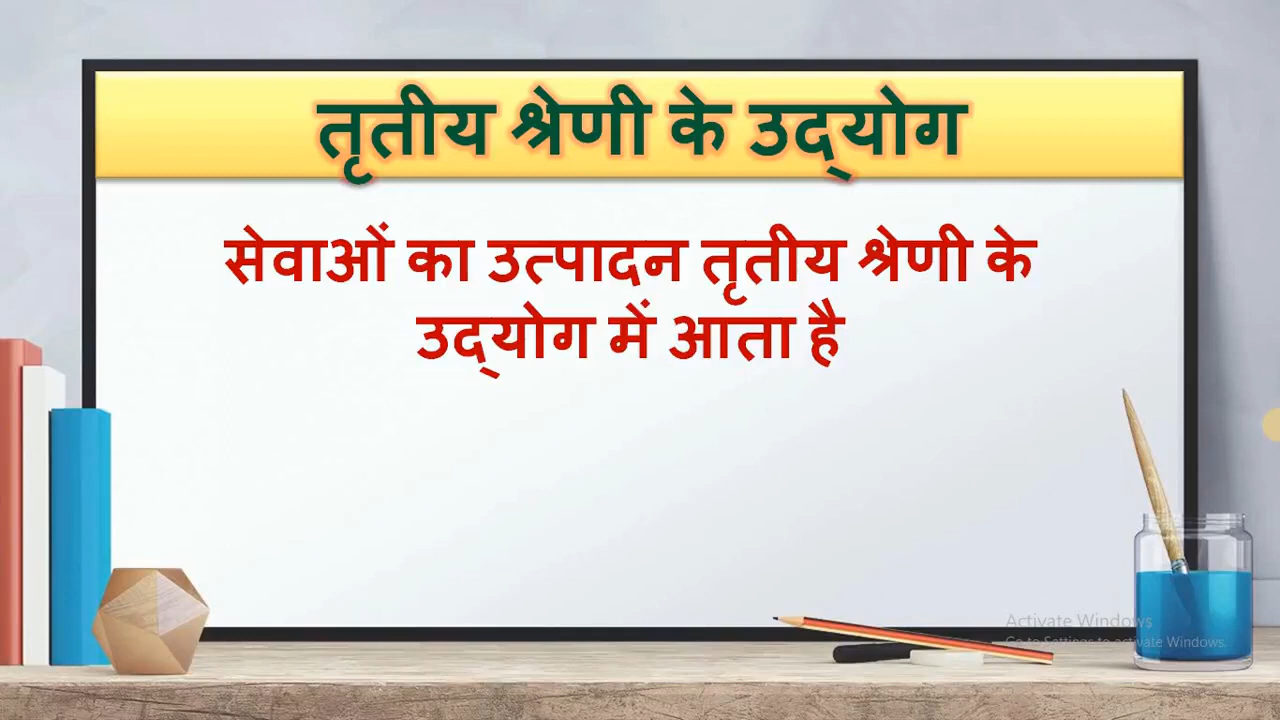 तृतीय श्रेणी के उद्‌योग
सेवाओं का उत्पादन तृतीय श्रेणी के
उद्‌योग में आता है
Activate Windows
Go to Settings to activate Windows.